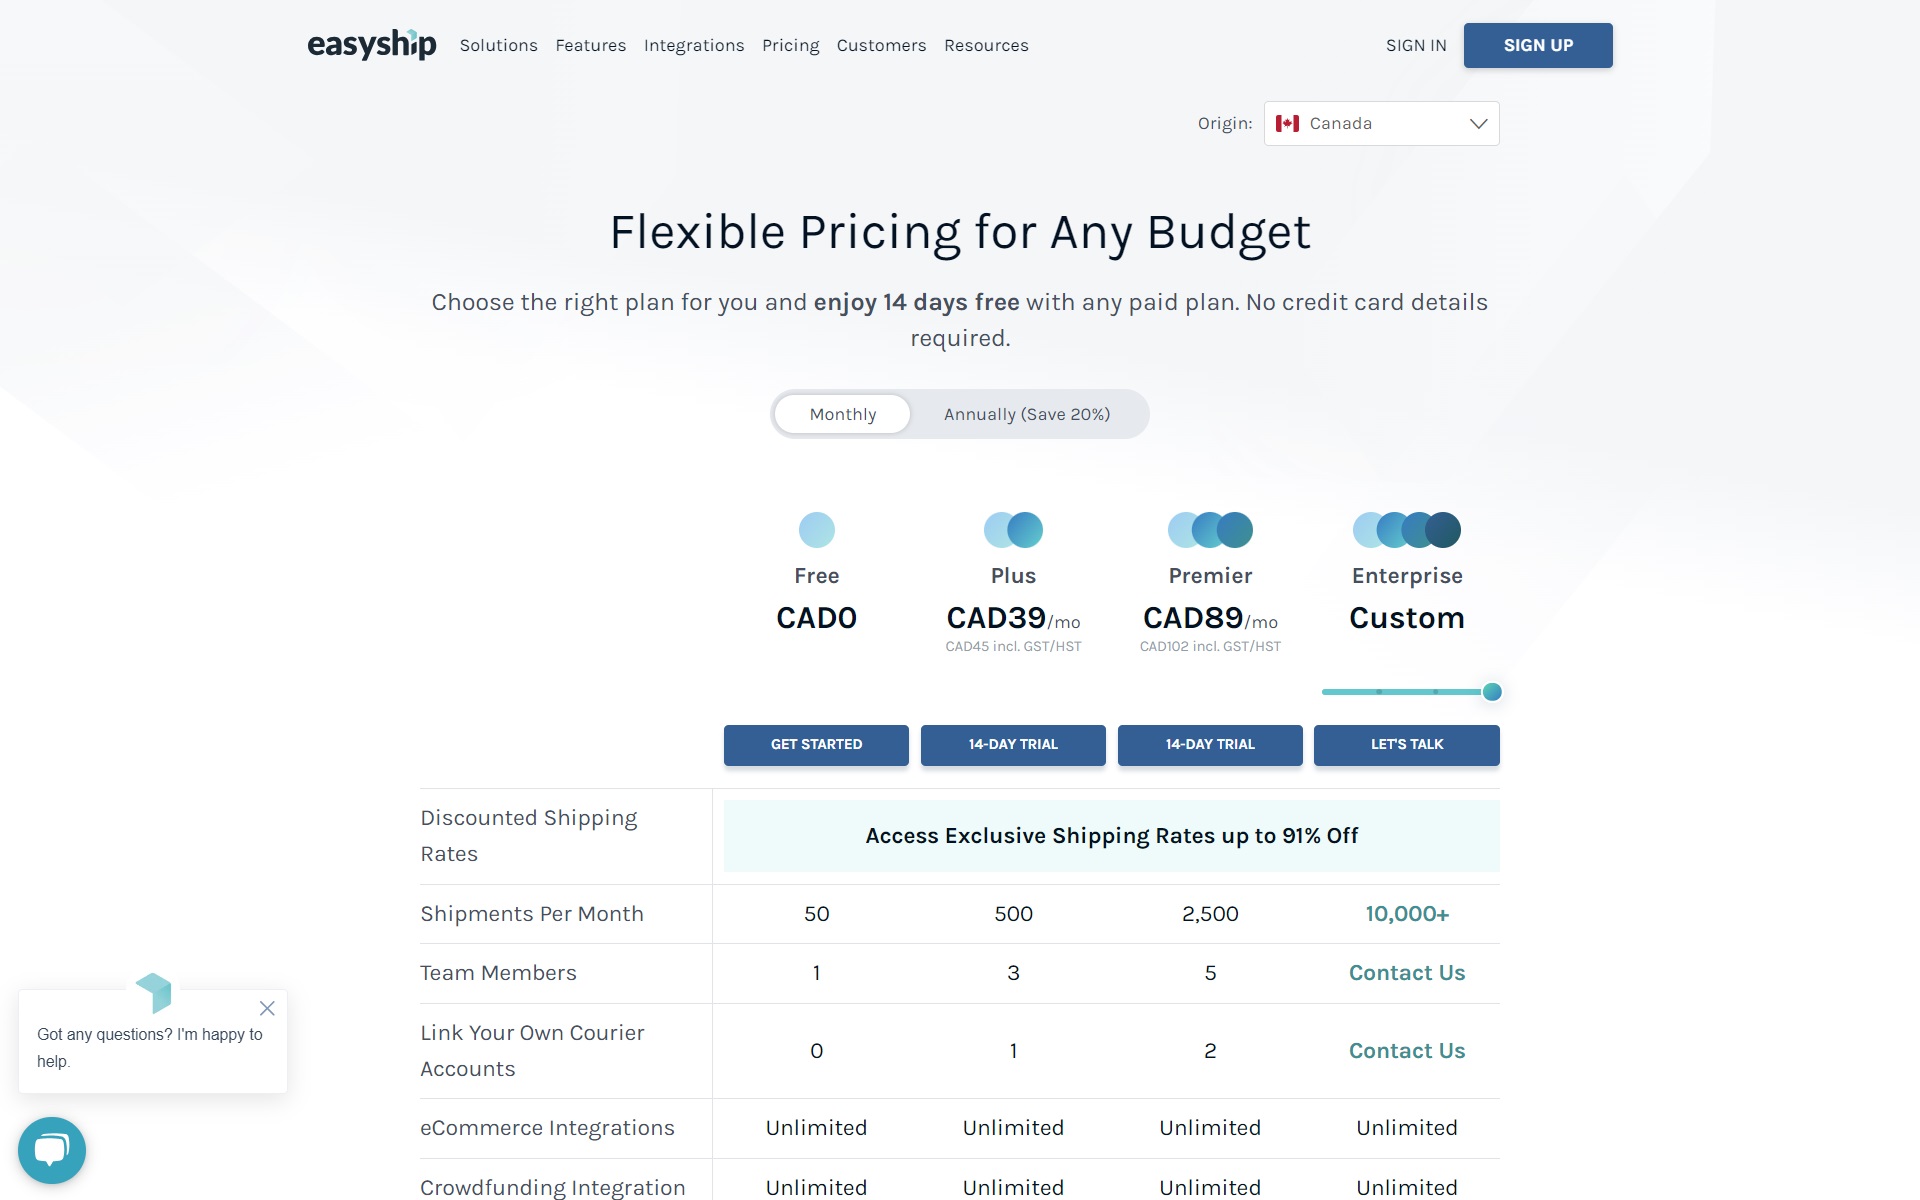 easyship Solutions Features Integrations Pricing Customers Resources SIGN IN SIGN UP
Origin: Canada
Flexible Pricing for Any Budget
Choose the right plan for you and enjoy 14 days free with any paid plan. No credit card details
required.
Monthly Annually (Save 20%)
Free Plus Premier Enterprise
CAD0 CAD39/mo CAD89/mo Custom
CAD45 incl. GST/HST CAD102 incl. GST/HST
GET STARTED 14-DAY TRIAL 14-DAY TRIAL LET'S TALK
Discounted Shipping
Rates
Access Exclusive Shipping Rates up to 91% Off
Shipments Per Month 50 500 2,500 10,000+
Team Members 1 3 5 Contact Us
Link Your Own Courier
Accounts
0 1 2 Contact Us
eCommerce Integrations Unlimited Unlimited Unlimited Unlimited
Crowdfunding Integration Unlimited Unlimited Unlimited Unlimited
Got any questions? I'm happy to
help.